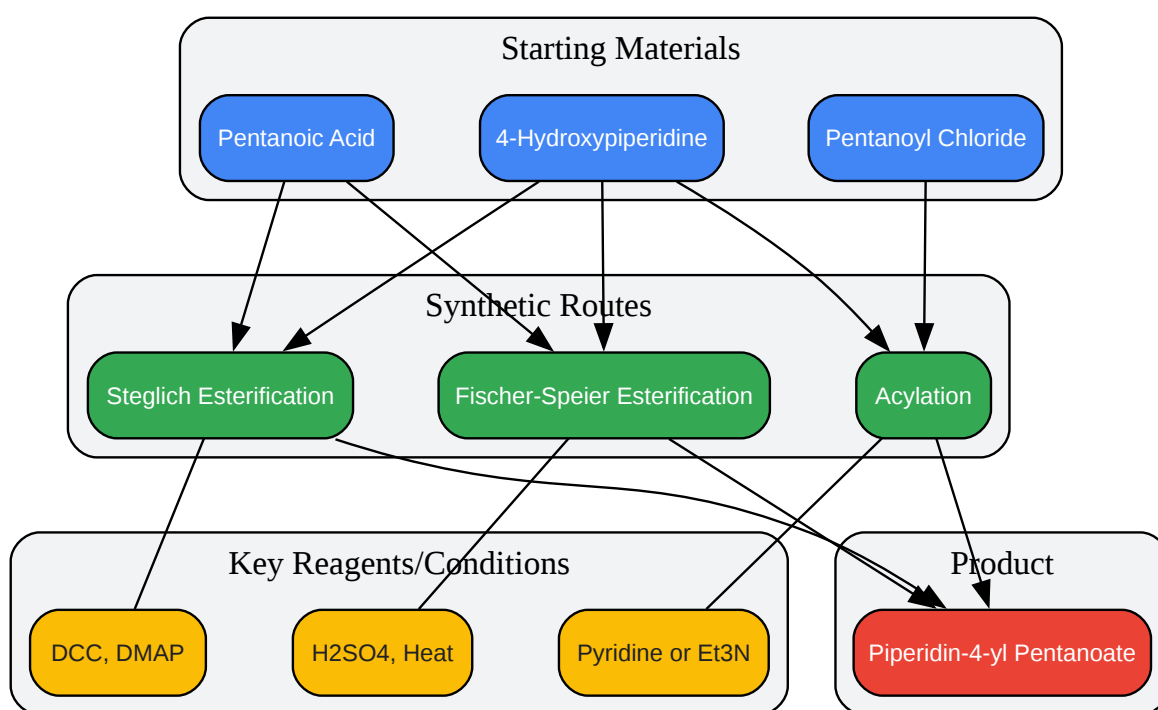 Starting Materials
Pentanoic Acid
4-Hydroxypiperidine
Pentanoyl Chloride
Synthetic Routes
Steglich Esterification
Fischer-Speier Esterification
Acylation
Key Reagents/Conditions
Product
DCC, DMAP
H2SO4, Heat
Pyridine or Et3N
Piperidin-4-yl Pentanoate